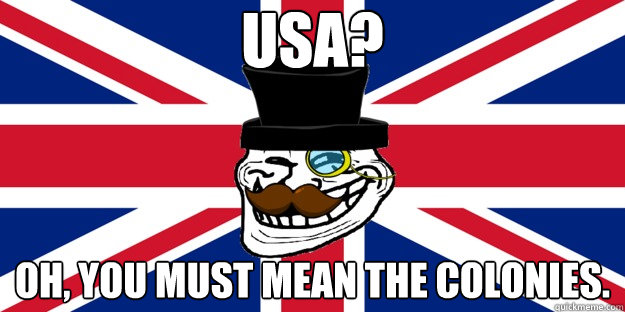 USA?
OH, YOU MUST MEAN THE COLONIES.
quickmeme.com